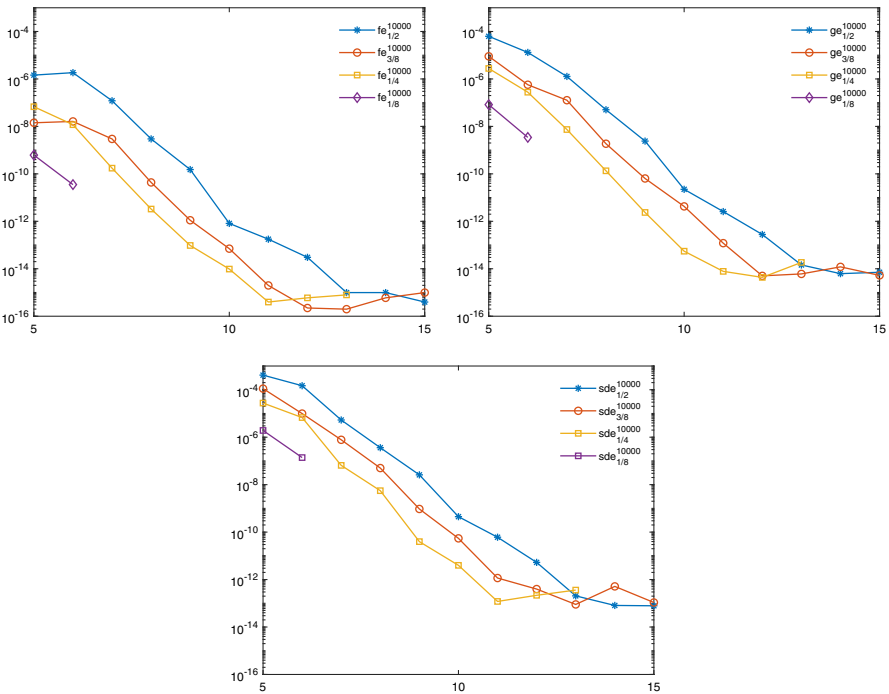 10^-4
10^-6
10^-8
10^-10
10^-12
10^-14
10^-16
5
10
15
fe^10000_1/2
fe^10000_3/8
fe^10000_1/4
fe^10000_1/8
10^-4
10^-6
10^-8
10^-10
10^-12
10^-14
10^-16
5
10
15
ge^10000_1/2
ge^10000_3/8
ge^10000_1/4
ge^10000_1/8
10^-4
10^-6
10^-8
10^-10
10^-12
10^-14
10^-16
5
10
15
sde^10000_1/2
sde^10000_3/8
sde^10000_1/4
sde^10000_1/8